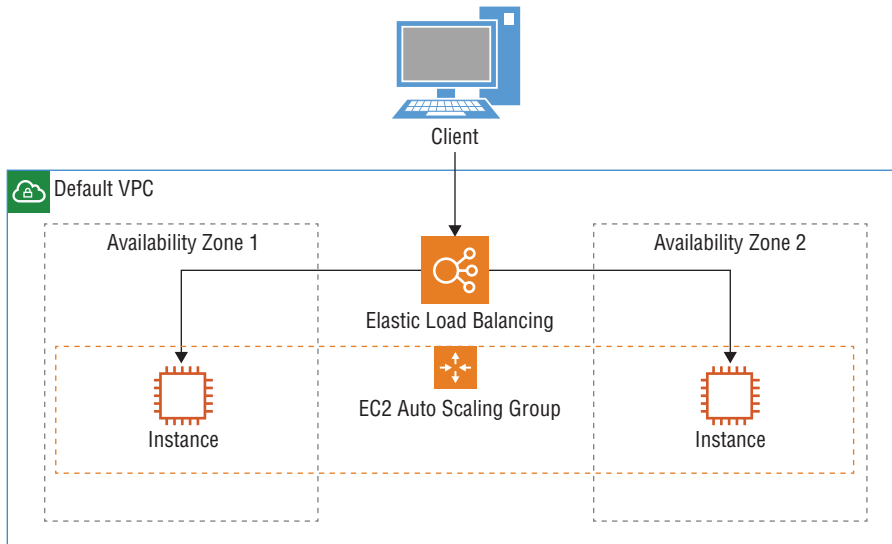 Client
Default VPC
Availability Zone 1
Availability Zone 2
Elastic Load Balancing
EC2 Auto Scaling Group
Instance
Instance